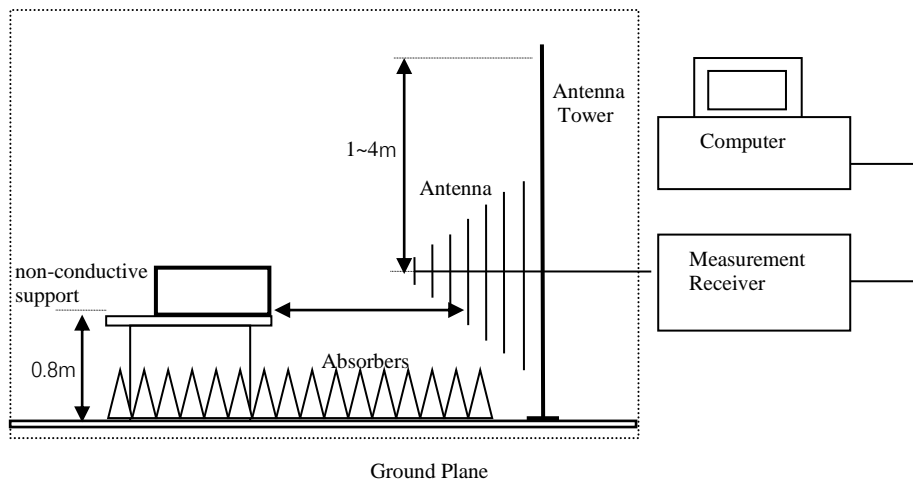 Antenna
Tower
Computer
1~4m
Antenna
Measurement
Receiver
non-conductive
support
0.8m
Absorbers
Ground Plane